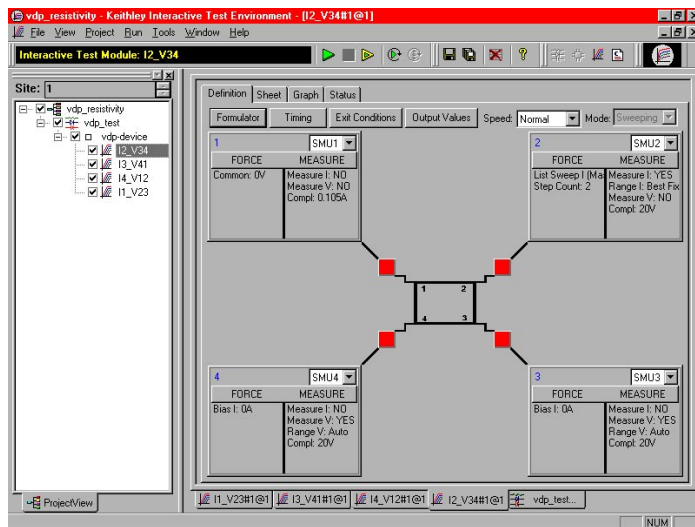 vdp_resistivity - Keithley Interactive Test Environment - [I2_V34#1@1]
File View Project Run Tools Window Help
Interactive Test Module: I2_V34
Site: 1
vdp_resistivity
vdp_test
vdp-device
I2_V34
I3_V41
I4_V12
I1_V23
ProjectView
Definition Sheet Graph Status
Formulator Timing Exit Conditions Output Values Speed: Normal Mode: Sweeping
1 SMU1
FORCE MEASURE
Common: 0V
Measure I: NO
Measure V: NO
Compl: 0.105A
2 SMU2
FORCE MEASURE
List Sweep I (Ma
Step Count: 2
Measure I: YES
Range I: Best Fix
Measure V: NO
Compl: 20V
1 2
4 3
4 SMU4
FORCE MEASURE
Bias I: 0A
Measure I: NO
Measure V: YES
Range V: Auto
Compl: 20V
3 SMU3
FORCE MEASURE
Bias I: 0A
Measure I: NO
Measure V: YES
Range V: Auto
Compl: 20V
I1_V23#1@1 I3_V41#1@1 I4_V12#1@1 I2_V34#1@1 vdp_test...
NUM